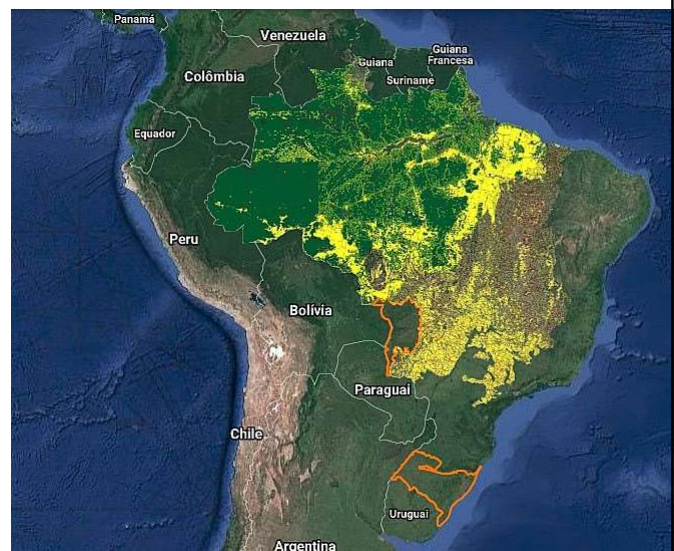 Panamá
Venezuela
Guiana
Guiana
Francesa
Suriname
Colômbia
Equador
Peru
Bolívia
Paraguai
Chile
Uruguai
Argentina